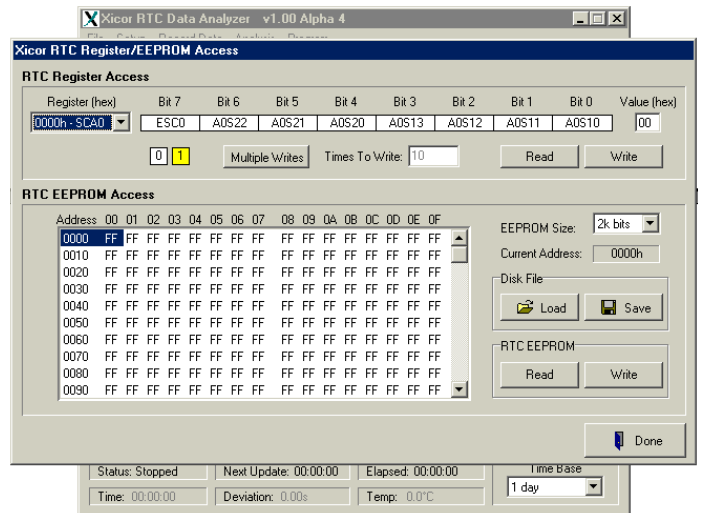 Xicor RTC Data Analyzer v1.00 Alpha 4
File Setup Record Data Analysis Program
Xicor RTC Register/EEPROM Access
RTC Register Access
Register (hex) Bit 7 Bit 6 Bit 5 Bit 4 Bit 3 Bit 2 Bit 1 Bit 0 Value (hex)
0000h - SCA0 ESC0 A0S22 A0S21 A0S20 A0S13 A0S12 A0S11 A0S10 00
0 1 Multiple Writes Times To Write: 10 Read Write
RTC EEPROM Access
Address 00 01 02 03 04 05 06 07 08 09 0A 0B 0C 0D 0E 0F
0000 FF FF FF FF FF FF FF FF FF FF FF FF FF FF FF FF
0010 FF FF FF FF FF FF FF FF FF FF FF FF FF FF FF FF
0020 FF FF FF FF FF FF FF FF FF FF FF FF FF FF FF FF
0030 FF FF FF FF FF FF FF FF FF FF FF FF FF FF FF FF
0040 FF FF FF FF FF FF FF FF FF FF FF FF FF FF FF FF
0050 FF FF FF FF FF FF FF FF FF FF FF FF FF FF FF FF
0060 FF FF FF FF FF FF FF FF FF FF FF FF FF FF FF FF
0070 FF FF FF FF FF FF FF FF FF FF FF FF FF FF FF FF
0080 FF FF FF FF FF FF FF FF FF FF FF FF FF FF FF FF
0090 FF FF FF FF FF FF FF FF FF FF FF FF FF FF FF FF
EEPROM Size: 2k bits
Current Address: 0000h
Disk File
Load Save
RTC EEPROM
Read Write
Done
Status: Stopped Next Update: 00:00:00 Elapsed: 00:00:00 Time Base
Time: 00:00:00 Deviation: 0.00s Temp: 0.0°C 1 day